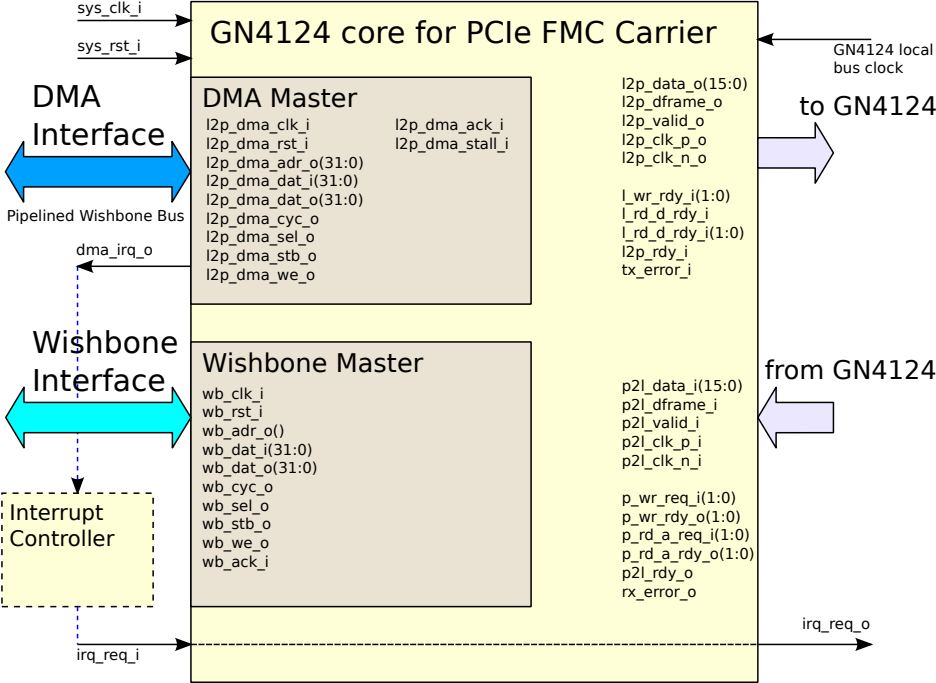 sys_clk_i
sys_rst_i
GN4124 core for PCIe FMC Carrier
GN4124 local
bus clock
DMA
Interface
Pipelined Wishbone Bus
dma_irq_o
DMA Master
l2p_dma_clk_i
l2p_dma_rst_i
l2p_dma_adr_o(31:0)
l2p_dma_dat_i(31:0)
l2p_dma_dat_o(31:0)
l2p_dma_cyc_o
l2p_dma_sel_o
l2p_dma_stb_o
l2p_dma_we_o
l2p_dma_ack_i
l2p_dma_stall_i
l2p_data_o(15:0)
l2p_dframe_o
l2p_valid_o
l2p_clk_p_o
l2p_clk_n_o
l_wr_rdy_i(1:0)
l_rd_d_rdy_i
l_rd_d_rdy_i(1:0)
l2p_rdy_i
tx_error_i
to GN4124
Wishbone
Interface
Wishbone Master
wb_clk_i
wb_rst_i
wb_adr_o()
wb_dat_i(31:0)
wb_dat_o(31:0)
wb_cyc_o
wb_sel_o
wb_stb_o
wb_we_o
wb_ack_i
from GN4124
p2l_data_i(15:0)
p2l_dframe_i
p2l_valid_i
p2l_clk_p_i
p2l_clk_n_i
p_wr_req_i(1:0)
p_wr_rdy_o(1:0)
p_rd_a_req_i(1:0)
p_rd_a_rdy_o(1:0)
p2l_rdy_o
rx_error_o
Interrupt
Controller
irq_req_i
irq_req_o